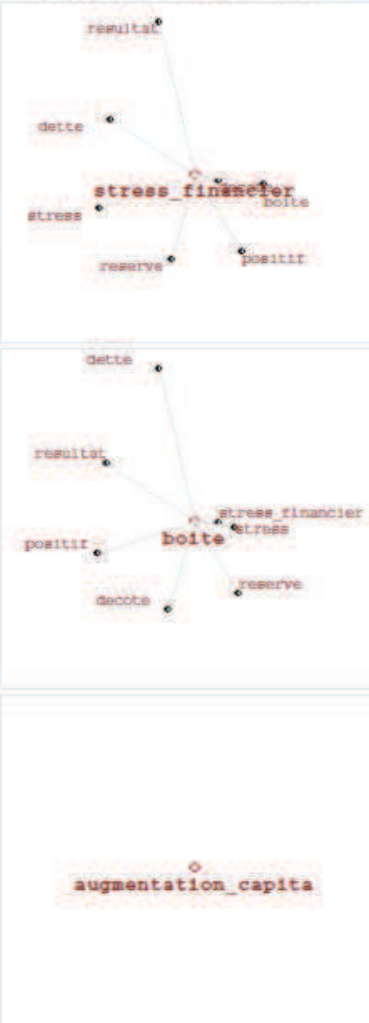 resultat
dette
stress_financier
boite
stress
reserve
positif
dette
resultat
stress_financier
stress
boite
positif
decote
reserve
augmentation_capita